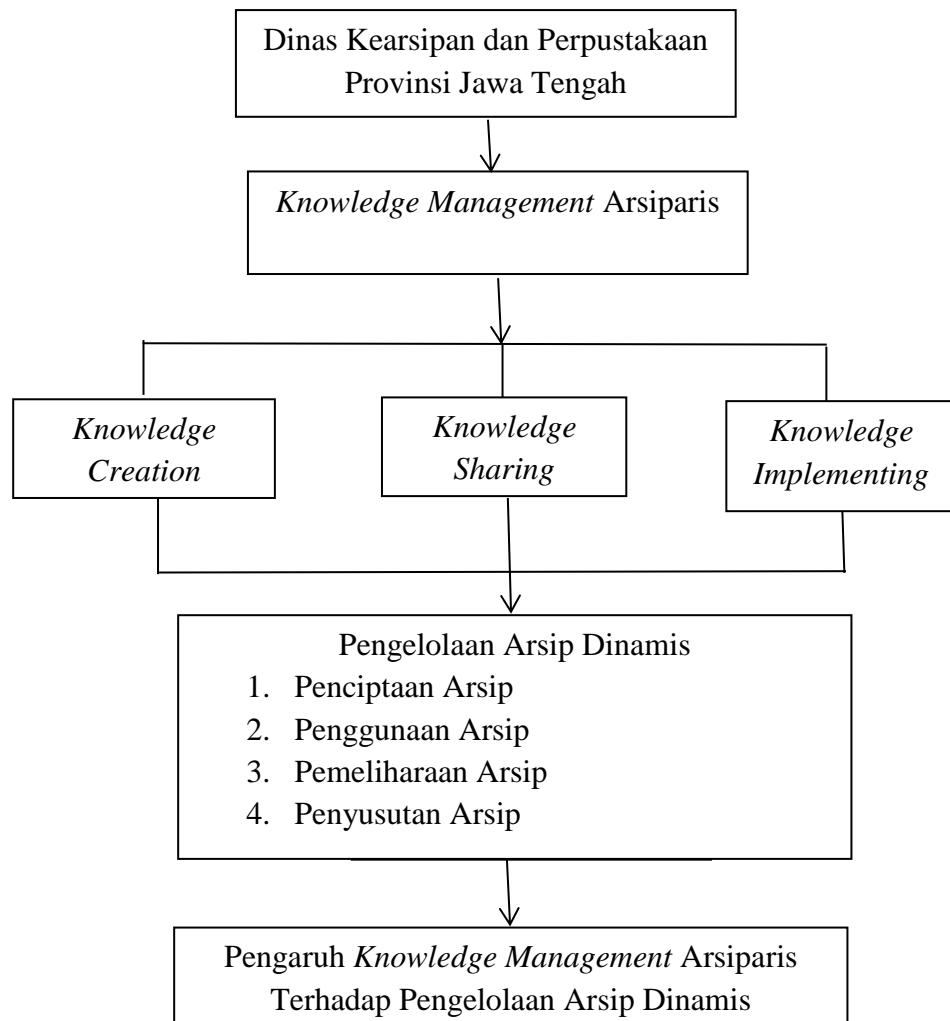 Dinas Kearsipan dan Perpustakaan
Provinsi Jawa Tengah
Knowledge Management Arsiparis
Knowledge
Creation
Knowledge
Sharing
Knowledge
Implementing
Pengelolaan Arsip Dinamis
1. Penciptaan Arsip
2. Penggunaan Arsip
3. Pemeliharaan Arsip
4. Penyusutan Arsip
Pengaruh Knowledge Management Arsiparis
Terhadap Pengelolaan Arsip Dinamis